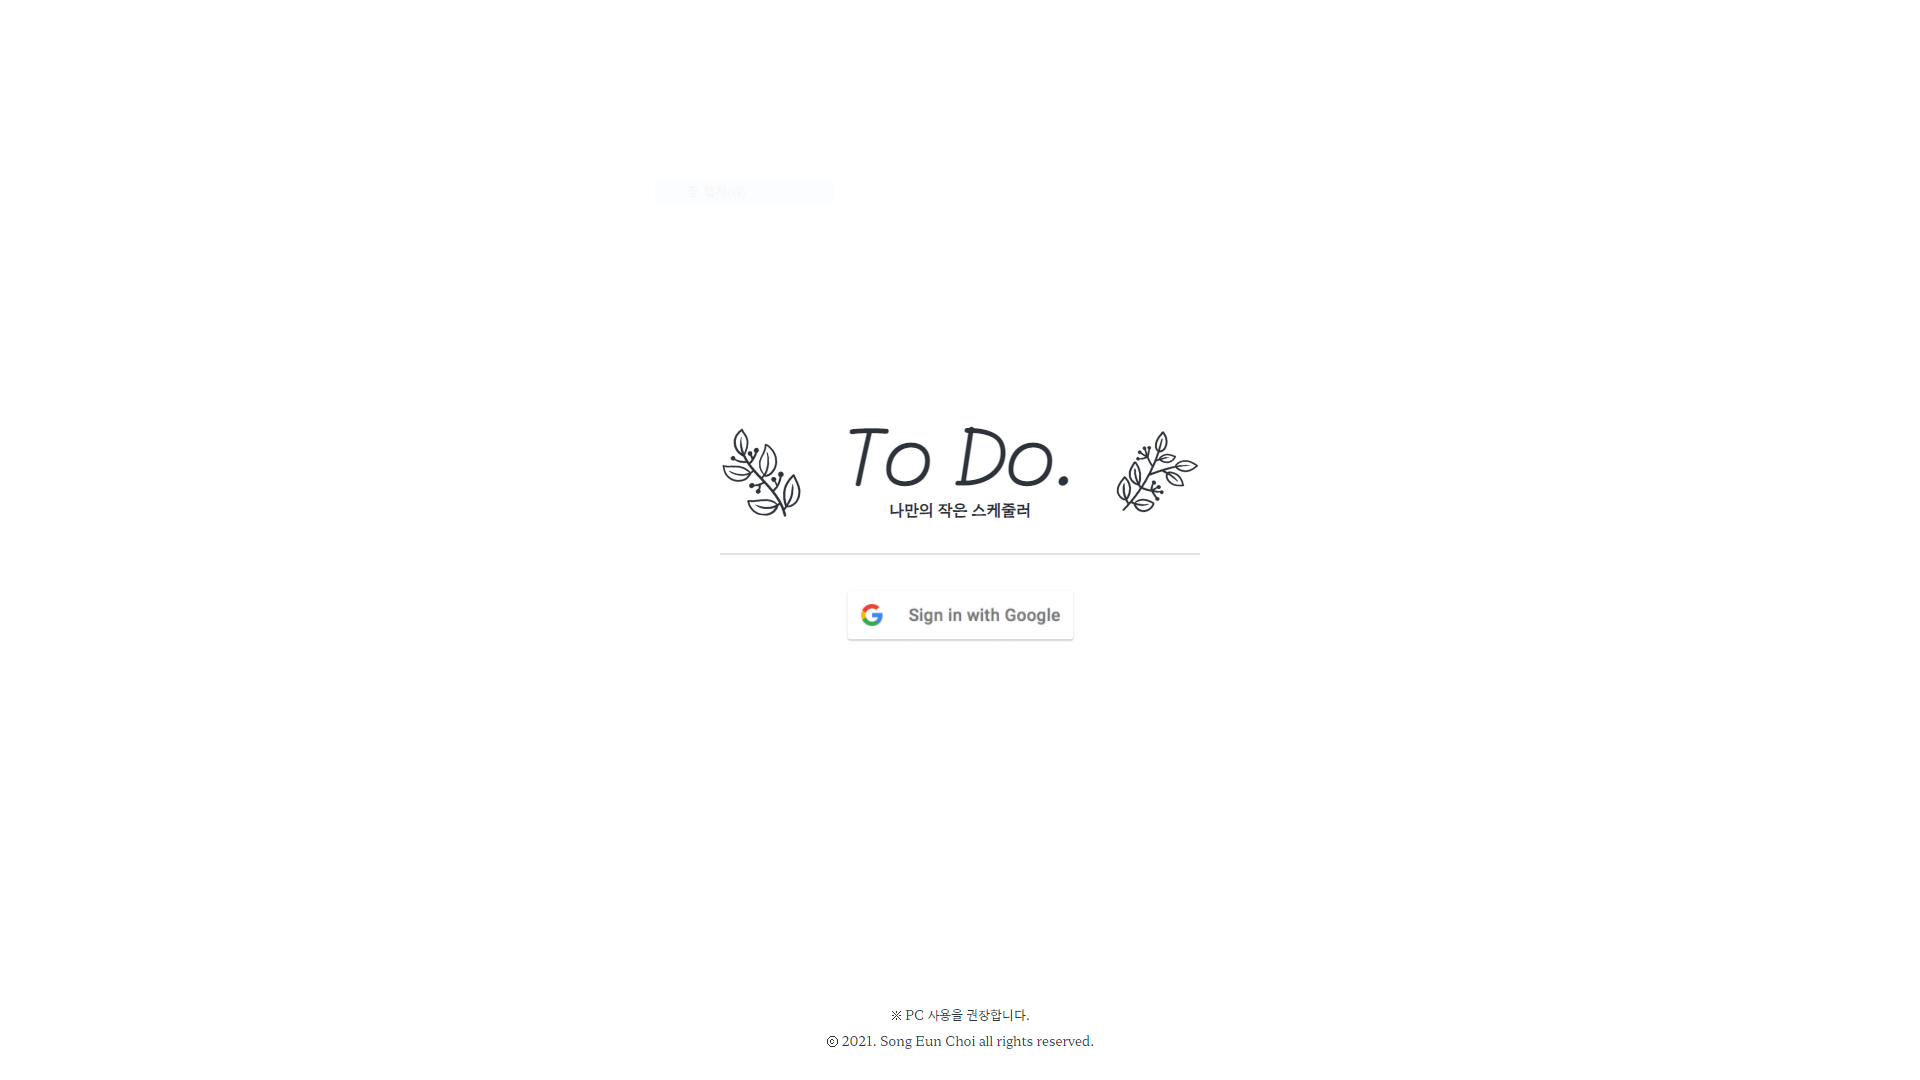 To Do.
나만의 작은 스케줄러
Sign in with Google
※ PC 사용을 권장합니다.
ⓒ 2021. Song Eun Choi all rights reserved.